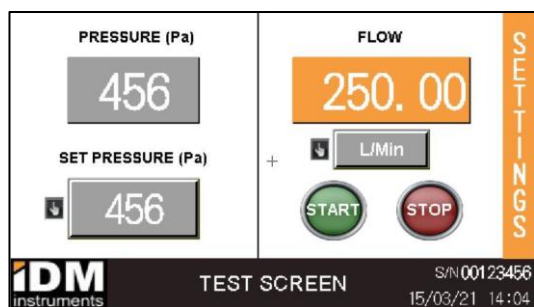 PRESSURE (Pa)
456
SET PRESSURE (Pa)
456
FLOW
250.00
L/Min
START
STOP
SETTINGS
iDM
instruments
TEST SCREEN
S/N 00123456
15/03/21 14:04